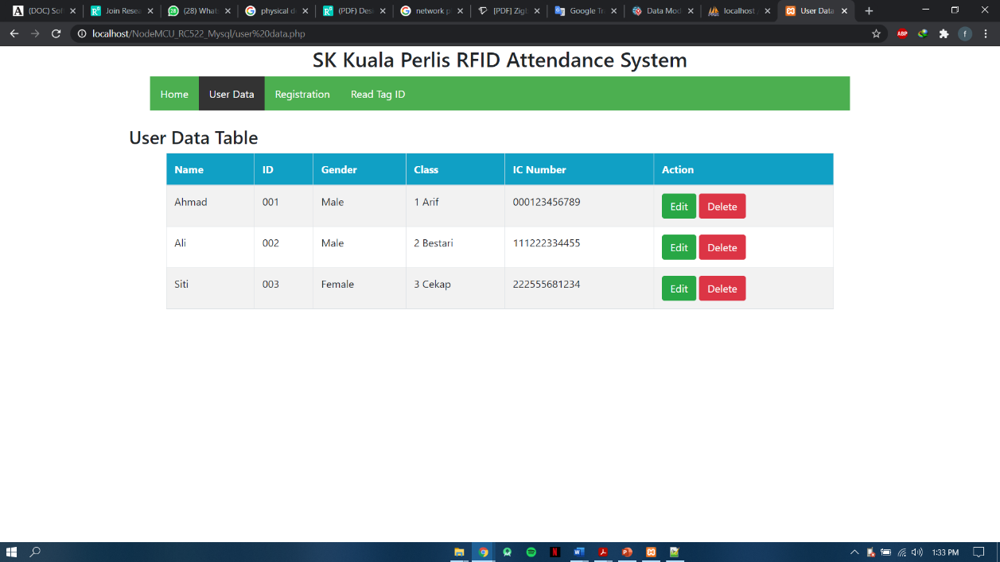 (DOC) Sof
Join Resea
(28) What
physical d
(PDF) Des
network p
[PDF] Zigb
Google Tr
Data Mod
localhost
User Data
localhost/NodeMCU_RC522_Mysql/user%20data.php
ABP
f
SK Kuala Perlis RFID Attendance System
Home User Data Registration Read Tag ID
User Data Table
Name ID Gender Class IC Number Action
Ahmad 001 Male 1 Arif 000123456789 Edit Delete
Ali 002 Male 2 Bestari 111222334455 Edit Delete
Siti 003 Female 3 Cekap 222555681234 Edit Delete
1:33 PM